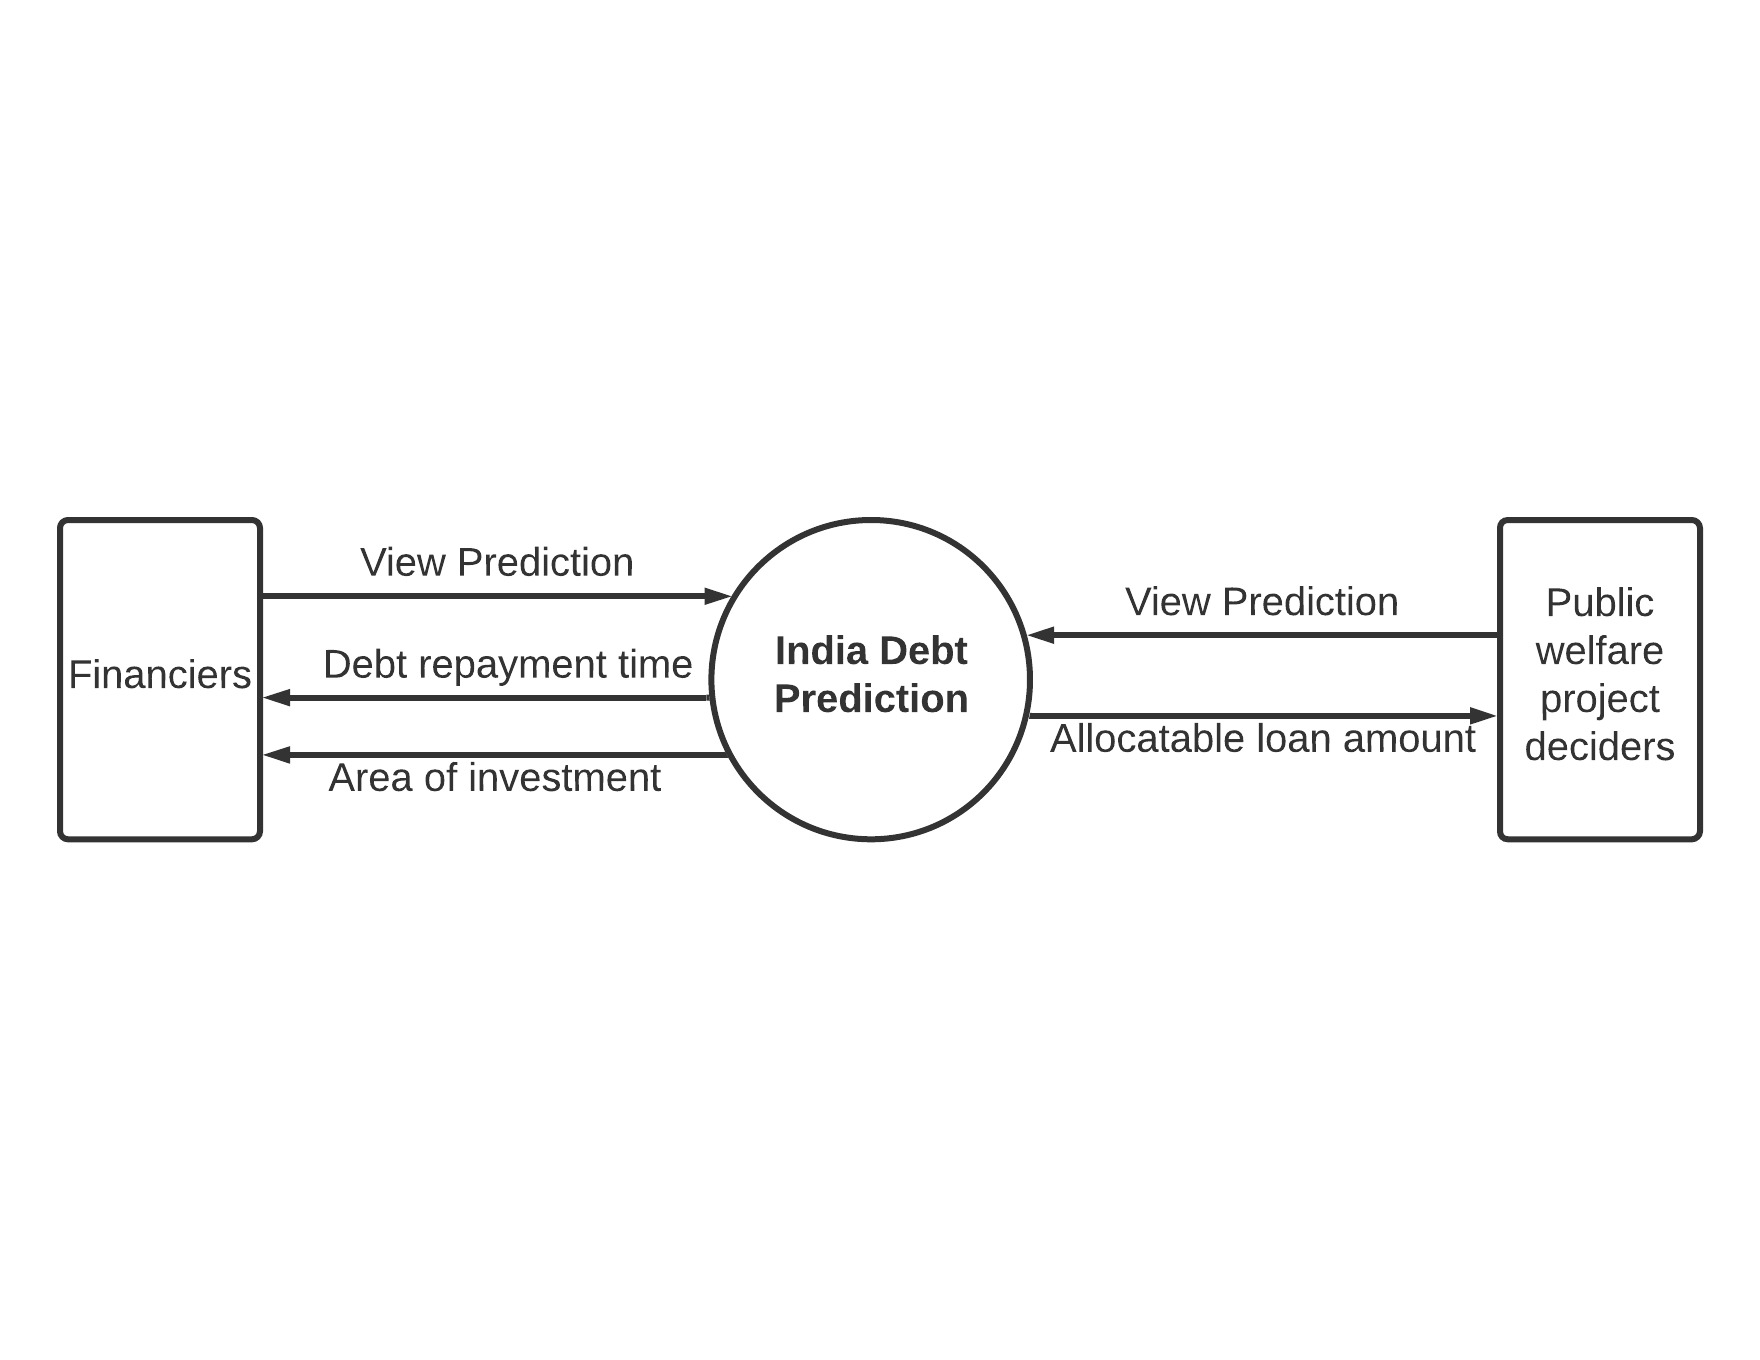 Financiers
View Prediction
Debt repayment time
Area of investment
India Debt
Prediction
View Prediction
Allocatable loan amount
Public
welfare
project
deciders